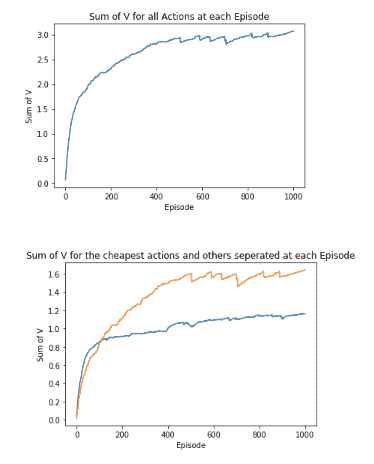 Sum of V for all Actions at each Episode
3.0
2.5
2.0
1.5
1.0
0.5
0.0
Sum of V
0 200 400 600 800 1000
Episode
Sum of V for the cheapest actions and others seperated at each Episode
1.6
1.4
1.2
1.0
0.8
0.6
0.4
0.2
0.0
Sum of V
0 200 400 600 800 1000
Episode